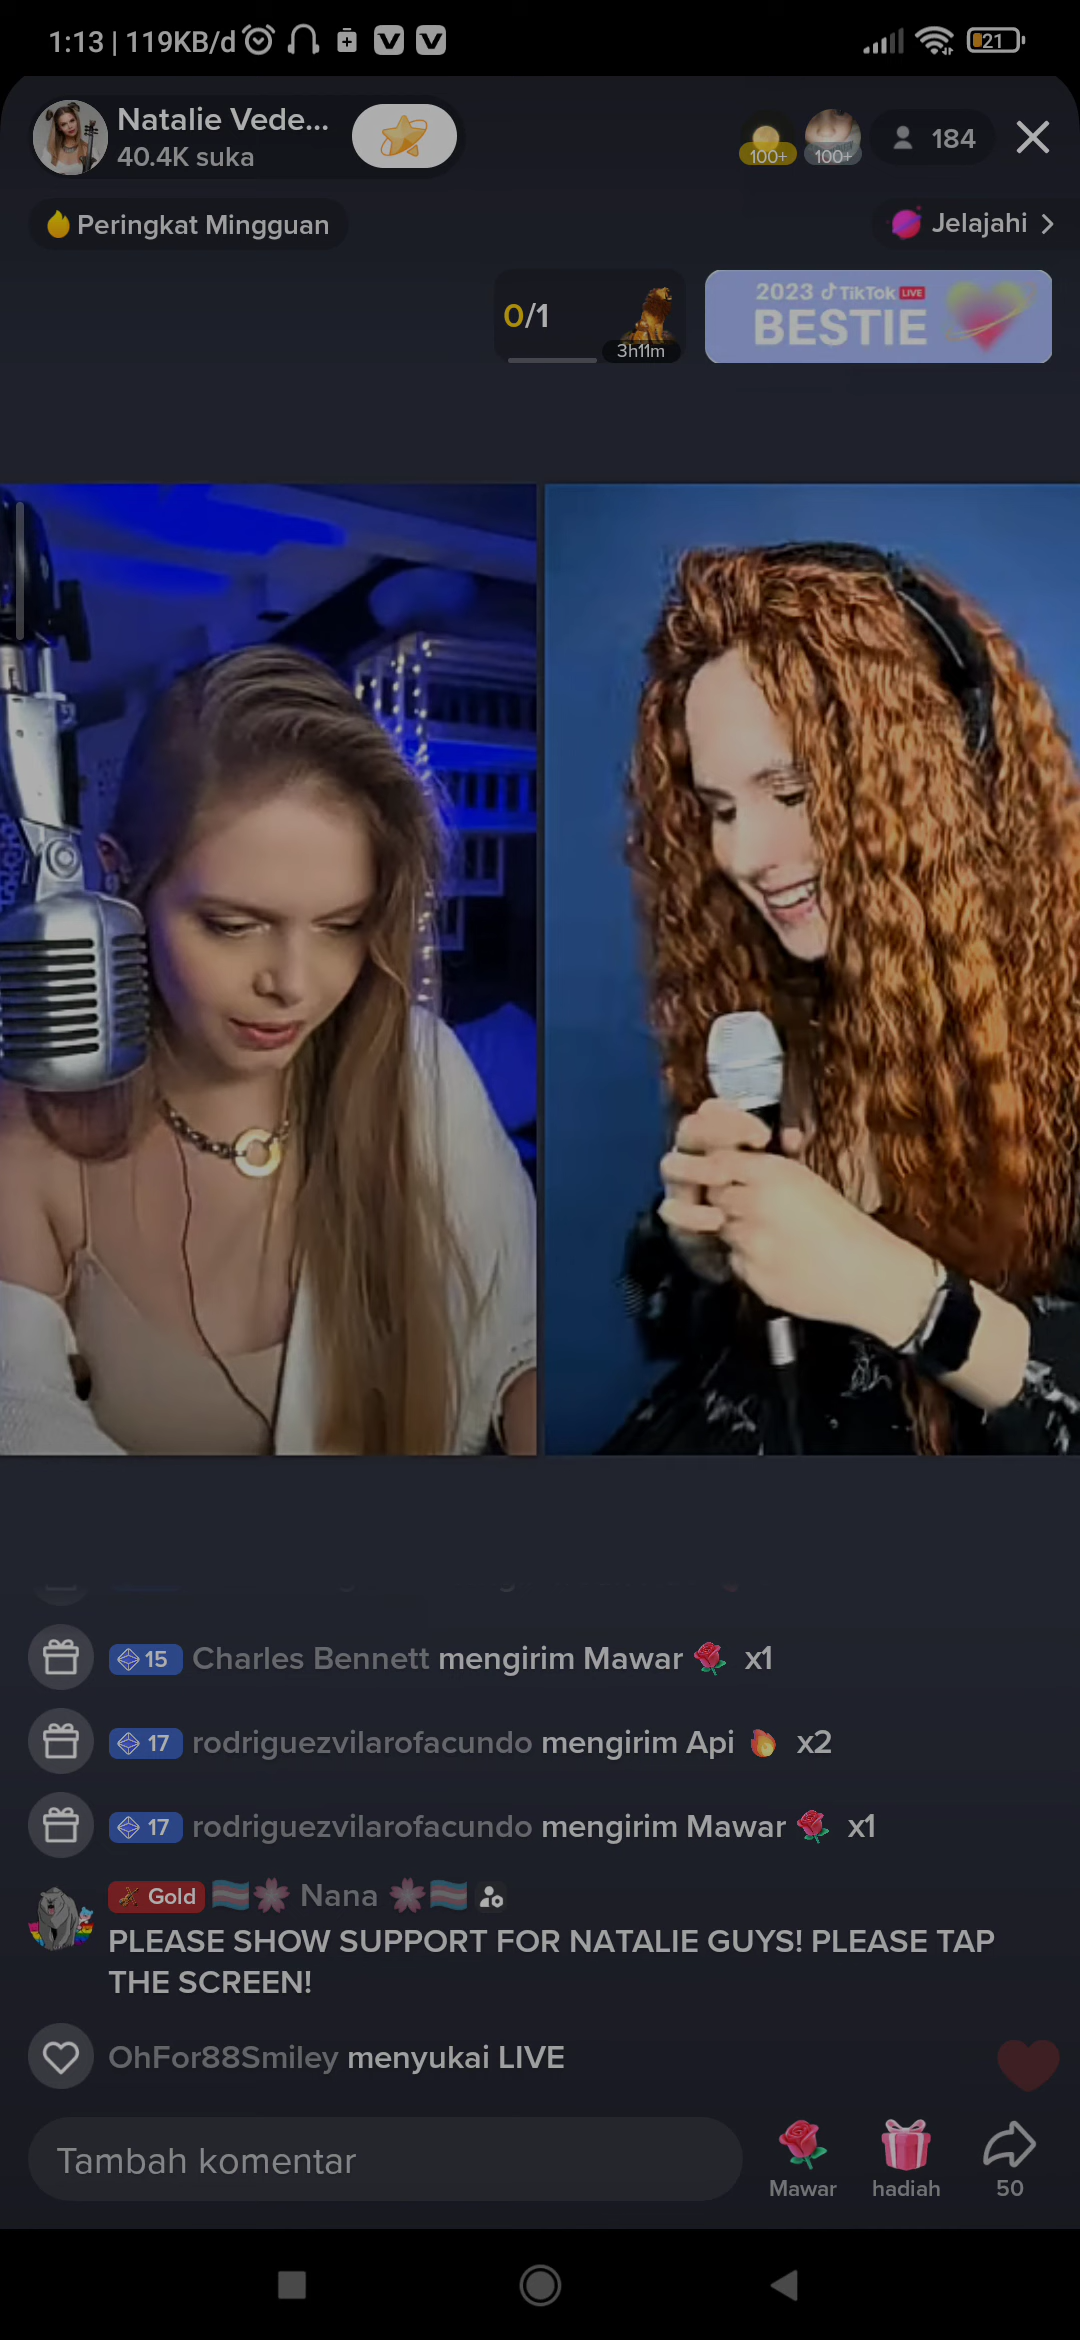 1:13 | 119KB/d
21
Natalie Vede...
40.4K suka
100+
100+
184
Peringkat Mingguan
Jelajahi
0/1
3h11m
2023 TikTok LIVE
BESTIE
15 Charles Bennett mengirim Mawar x1
17 rodriguezvilarofacundo mengirim Api x2
17 rodriguezvilarofacundo mengirim Mawar x1
Gold Nana
PLEASE SHOW SUPPORT FOR NATALIE GUYS! PLEASE TAP
THE SCREEN!
OhFor88Smiley menyukai LIVE
Tambah komentar
Mawar
hadiah
50